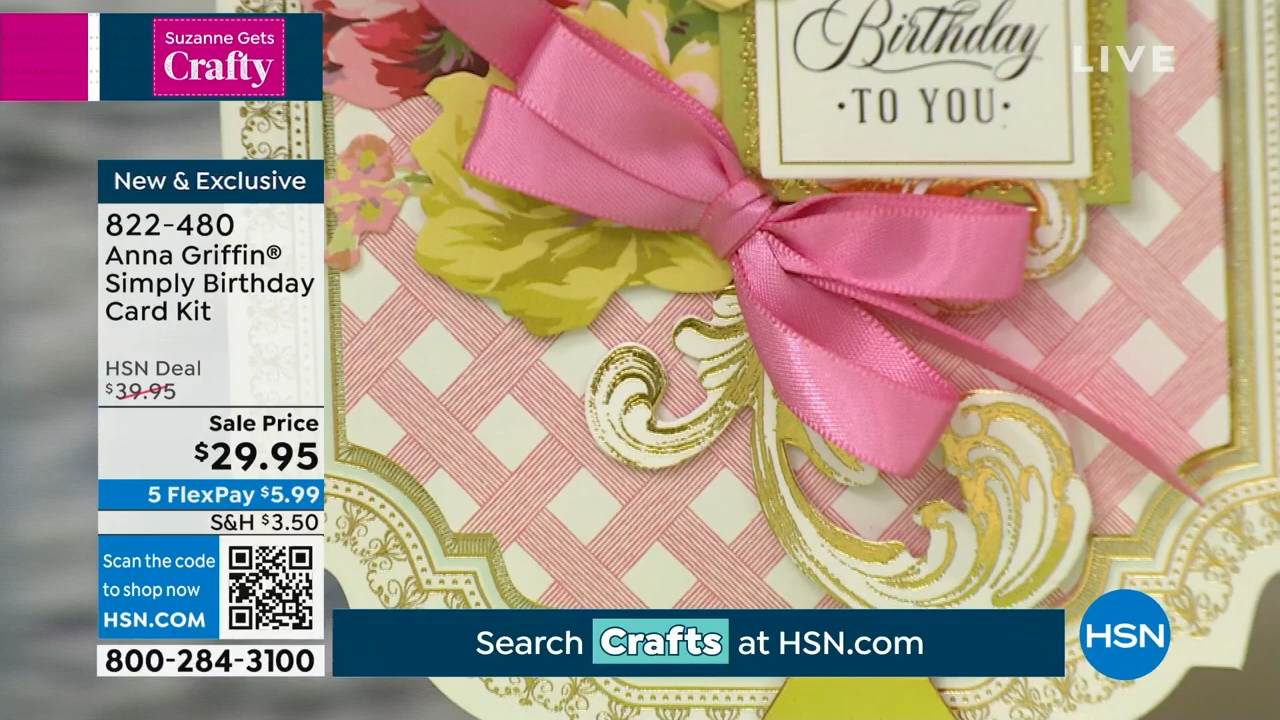 Suzanne Gets
Crafty
Birthday
·TO YOU·
LIVE
New & Exclusive
822-480
Anna Griffin®
Simply Birthday
Card Kit
HSN Deal
$39.95
Sale Price
$29.95
5 FlexPay $5.99
S&H $3.50
Scan the code
to shop now
HSN.COM
800-284-3100
Search Crafts at HSN.com
HSN